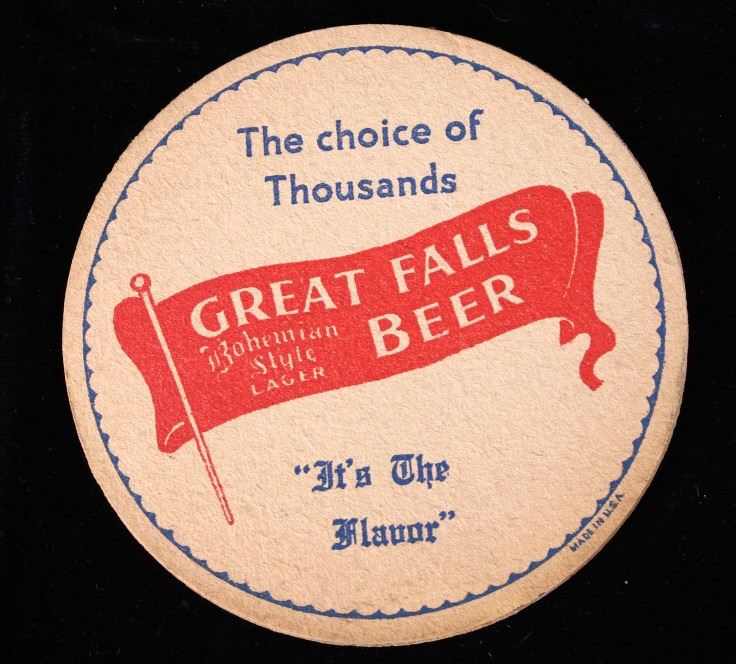 The choice of
Thousands
GREAT FALLS
Bohemian
Style
LAGER
BEER
"It's The
Flavor"
MADE IN U.S.A.